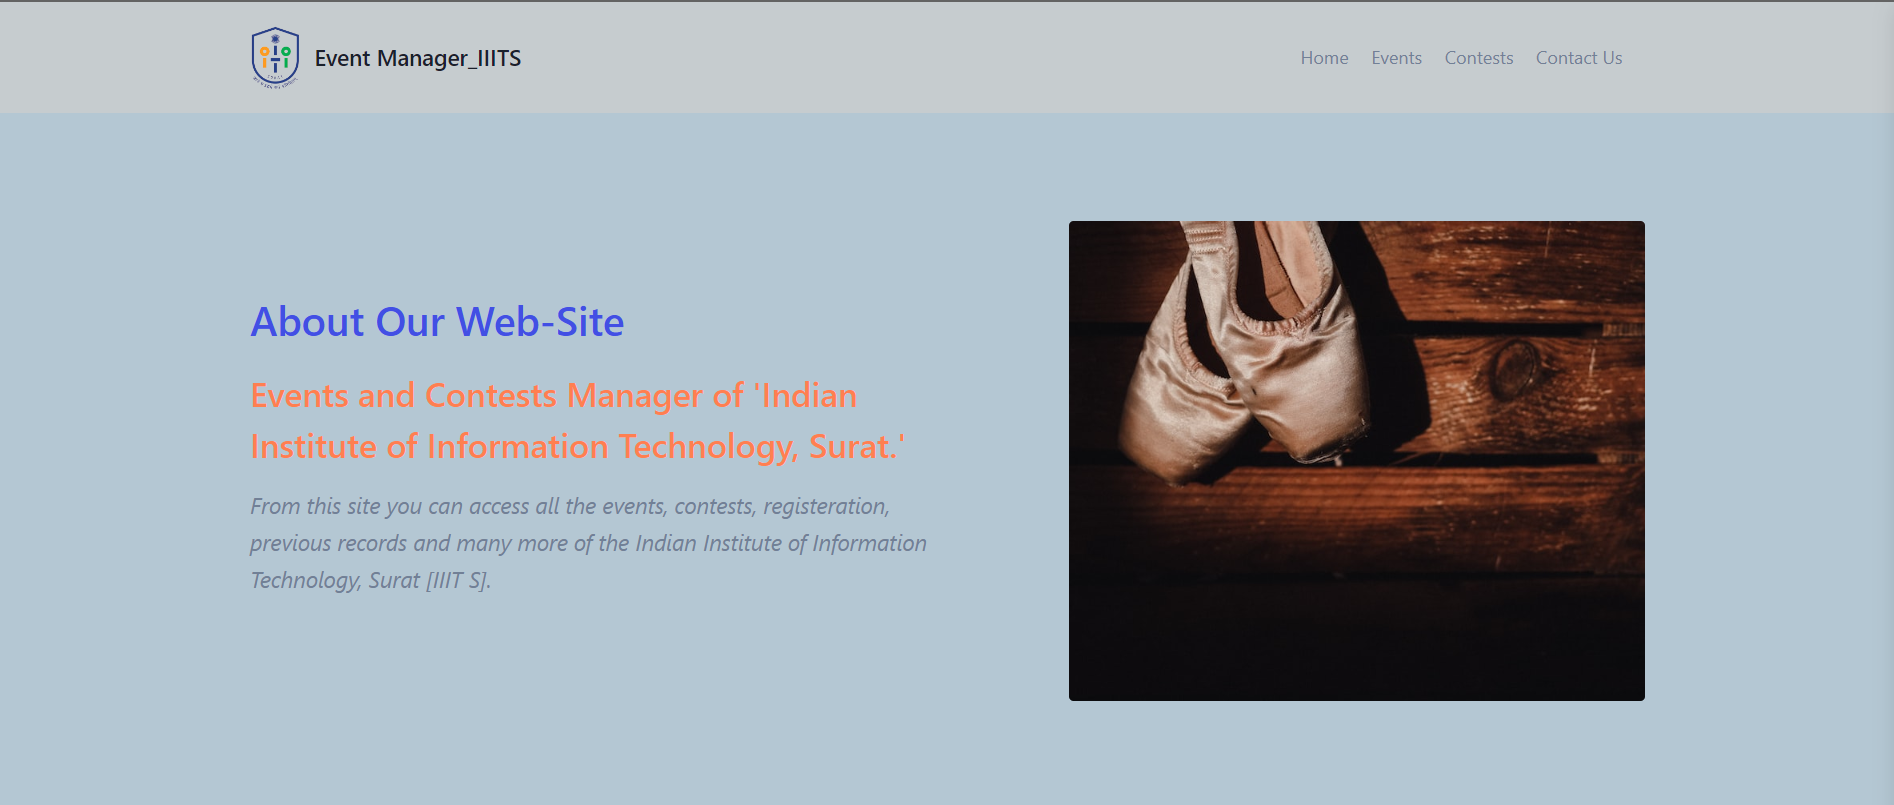 Event Manager_IIITS
Home Events Contests Contact Us
About Our Web-Site
Events and Contests Manager of 'Indian
Institute of Information Technology, Surat.'
From this site you can access all the events, contests, registeration,
previous records and many more of the Indian Institute of Information
Technology, Surat [IIIT S].